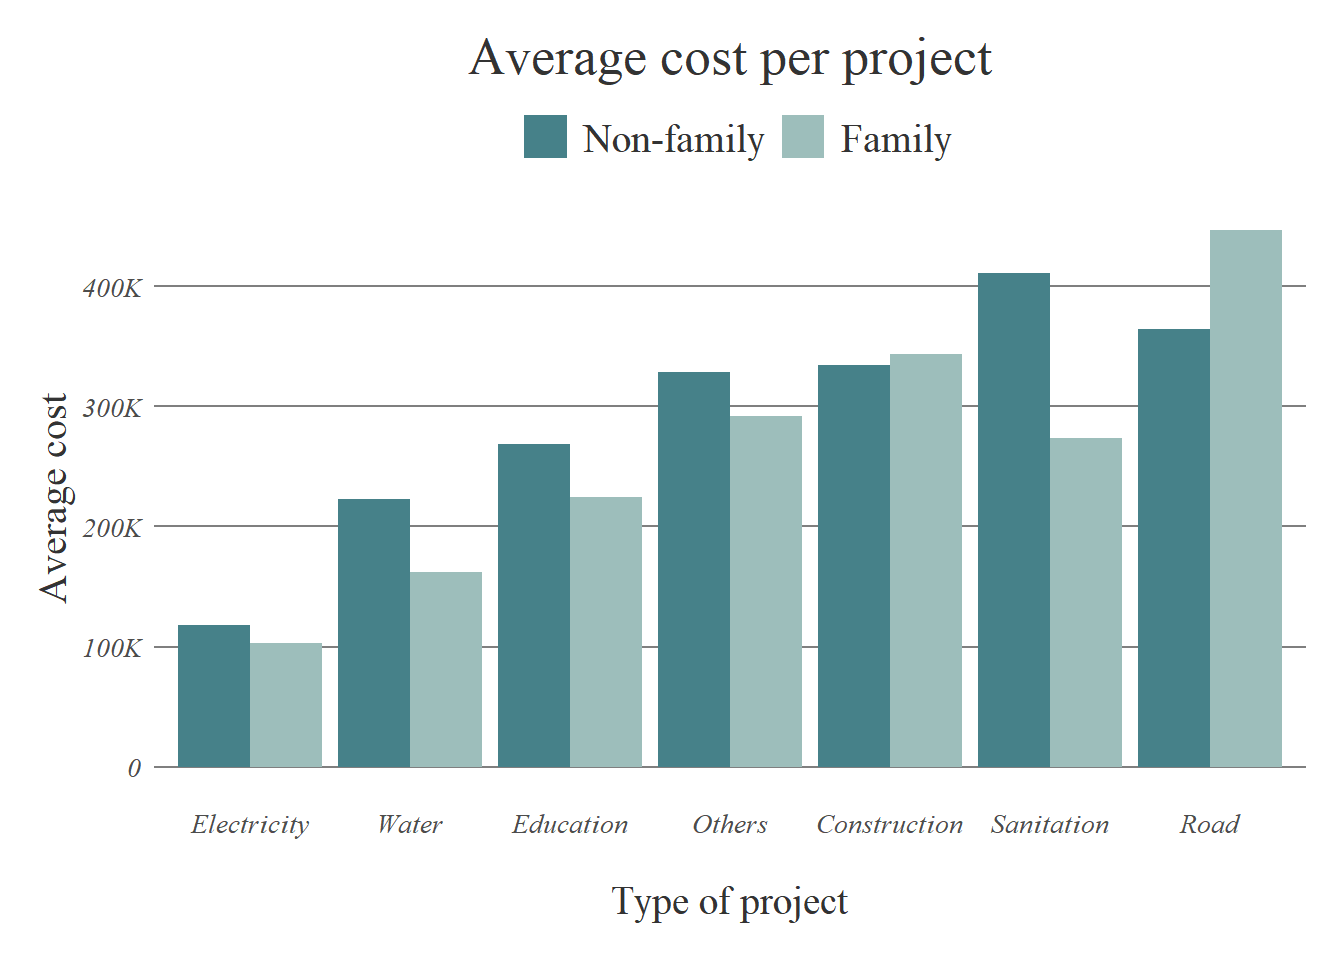 Average cost per project
Non-family Family
Average cost
400K
300K
200K
100K
0
Electricity Water Education Others Construction Sanitation Road
Type of project